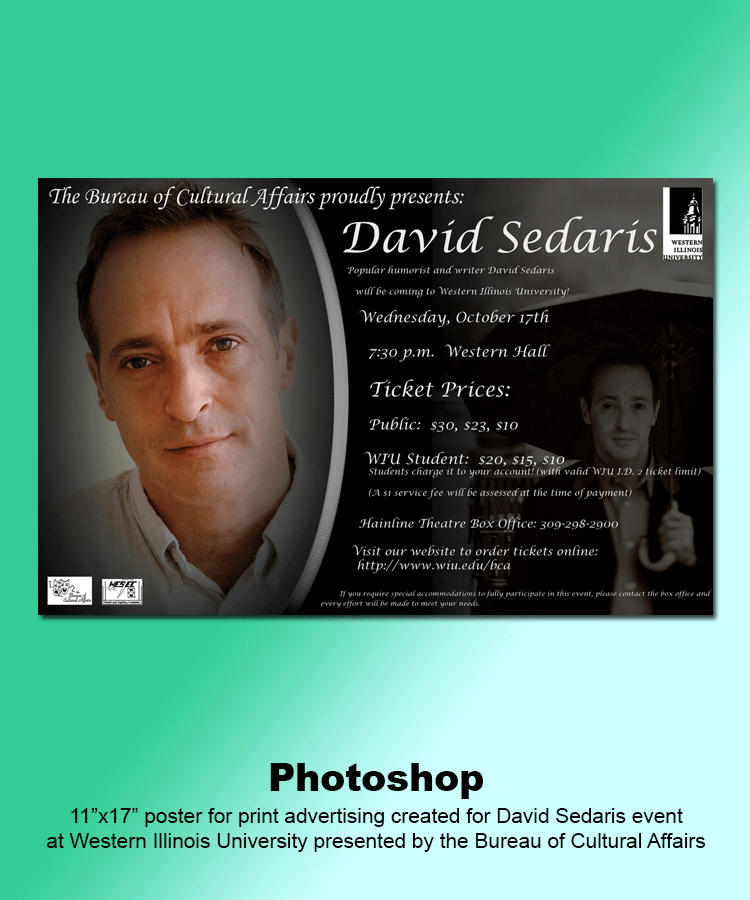 The Bureau of Cultural Affairs proudly presents:
David Sedaris
WESTERN
ILLINOIS
UNIVERSITY
Popular humorist and writer David Sedaris
will be coming to Western Illinois University!
Wednesday, October 17th
7:30 p.m. Western Hall
Ticket Prices:
Public: $30, $23, $10
WIU Student: $20, $15, $10
Students charge it to your account! (with valid WIU I.D. 2 ticket limit)
(A $1 service fee will be assessed at the time of payment)
Hainline Theatre Box Office: 309-298-2900
Visit our website to order tickets online:
http://www.wiu.edu/bca
If you require special accommodations to fully participate in this event, please contact the box office and
every effort will be made to meet your needs.
Bureau of
Cultural Affairs
Photoshop
11”x17” poster for print advertising created for David Sedaris event
at Western Illinois University presented by the Bureau of Cultural Affairs